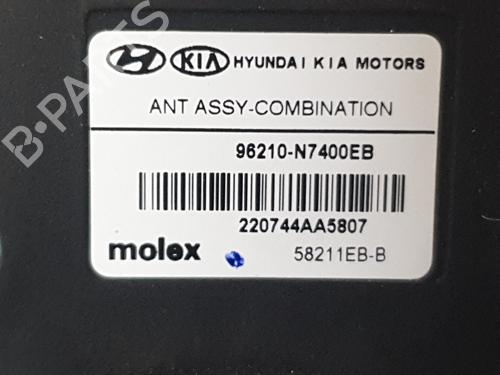 KIA HYUNDAI KIA MOTORS
ANT ASSY-COMBINATION
96210-N7400EB
220744AA5807
molex 58211EB-B
B-PARTS